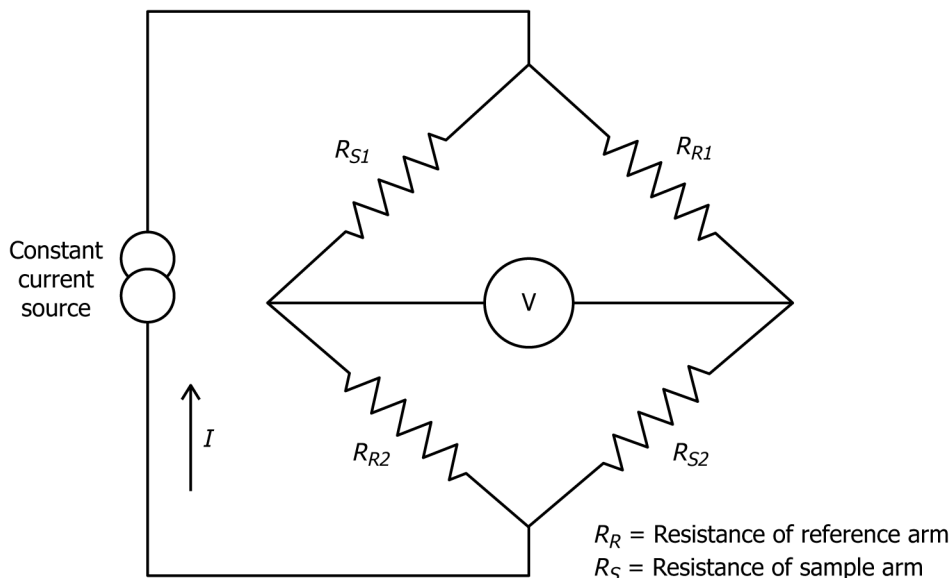 R_S1
R_R1
Constant
current
source
V
I
R_R2
R_S2
R_R = Resistance of reference arm
R_S = Resistance of sample arm